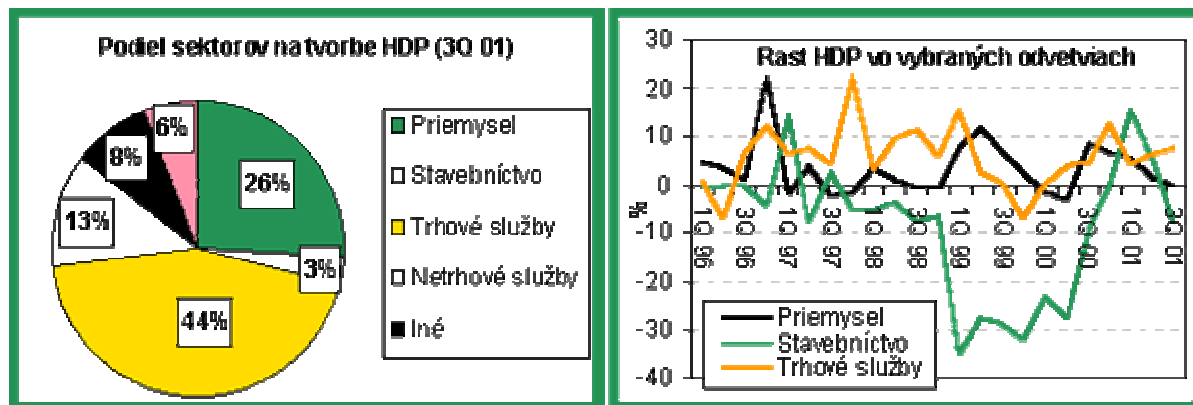 Podiel sektorov na tvorbe HDP (3Q 01)
6%
8%
26%
13%
3%
44%
Priemysel
Stavebníctvo
Trhové služby
Netrhové služby
Iné
Rast HDP vo vybraných odvetviach
30
20
10
0
-10
-20
-30
-40
%
1Q 96
3Q 96
1Q 97
3Q 97
1Q 98
3Q 98
1Q 99
3Q 99
1Q 00
3Q 00
1Q 01
3Q 01
Priemysel
Stavebníctvo
Trhové služby